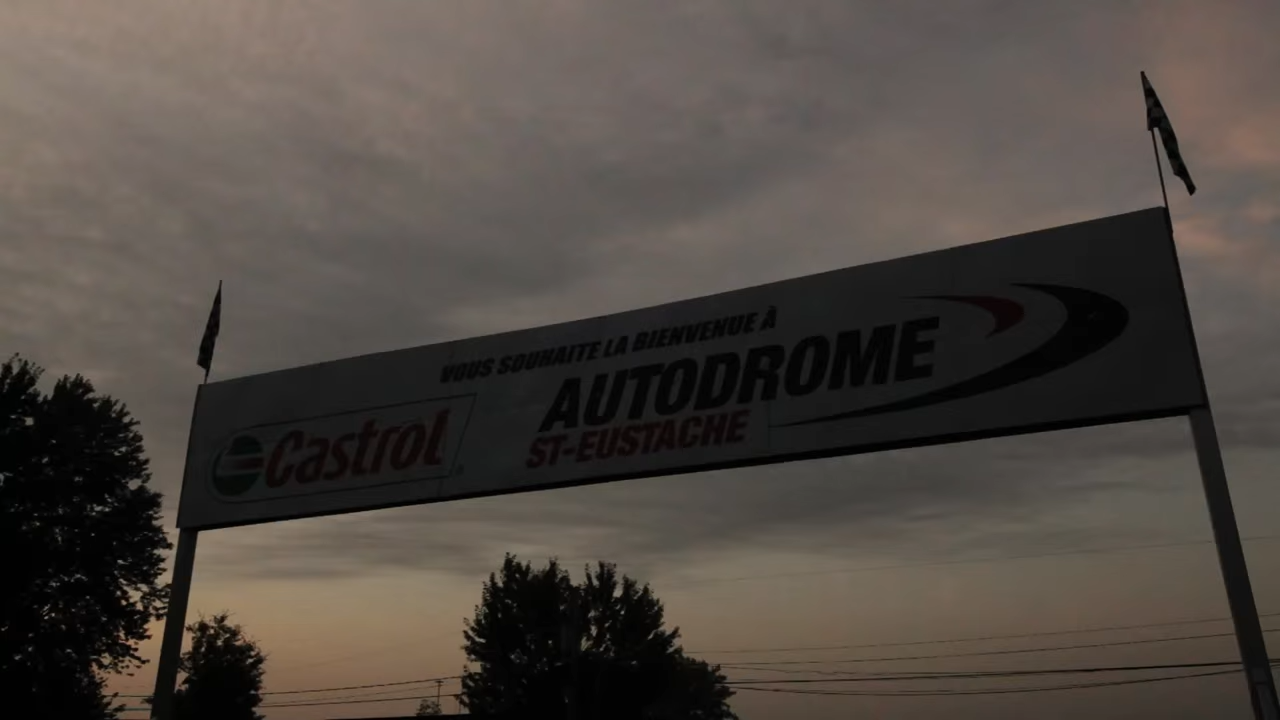 VOUS SOUHAITE LA BIENVENUE À
AUTODROME
ST-EUSTACHE
Castrol